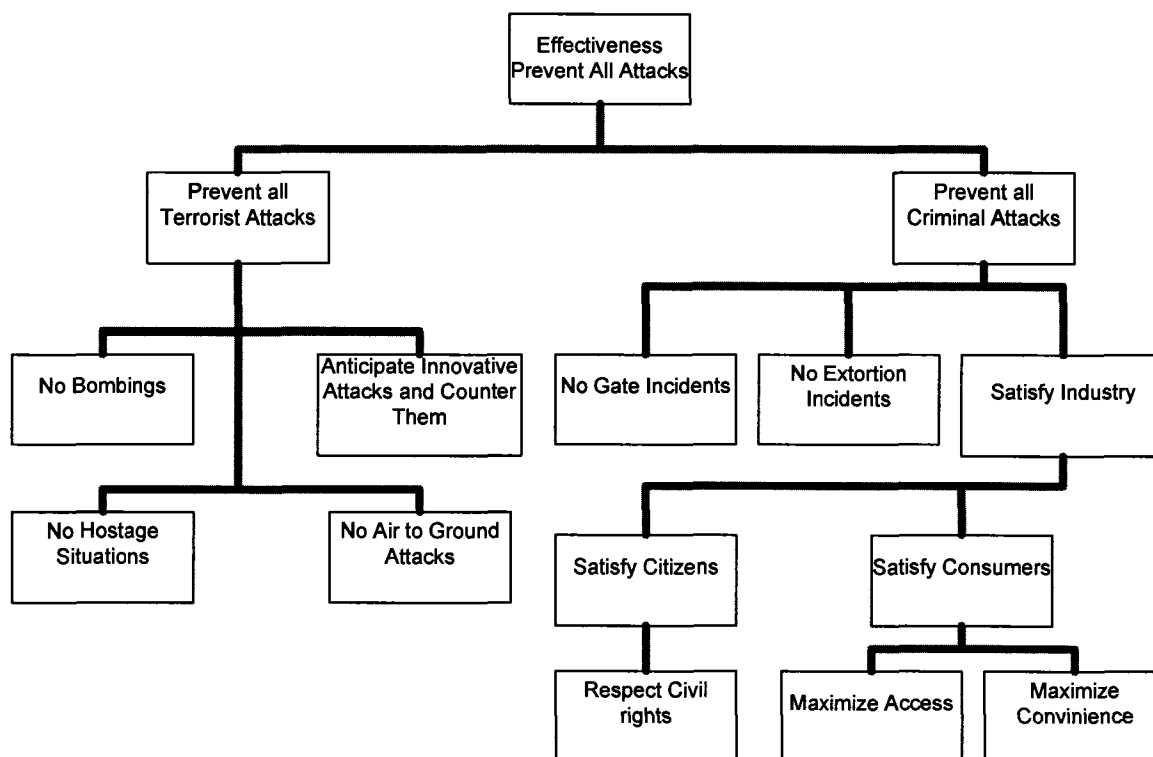 Effectiveness
Prevent All Attacks
Prevent all
Terrorist Attacks
Prevent all
Criminal Attacks
No Bombings
Anticipate Innovative
Attacks and Counter
Them
No Gate Incidents
No Extortion
Incidents
Satisfy Industry
No Hostage
Situations
No Air to Ground
Attacks
Satisfy Citizens
Satisfy Consumers
Respect Civil
rights
Maximize Access
Maximize
Convinience